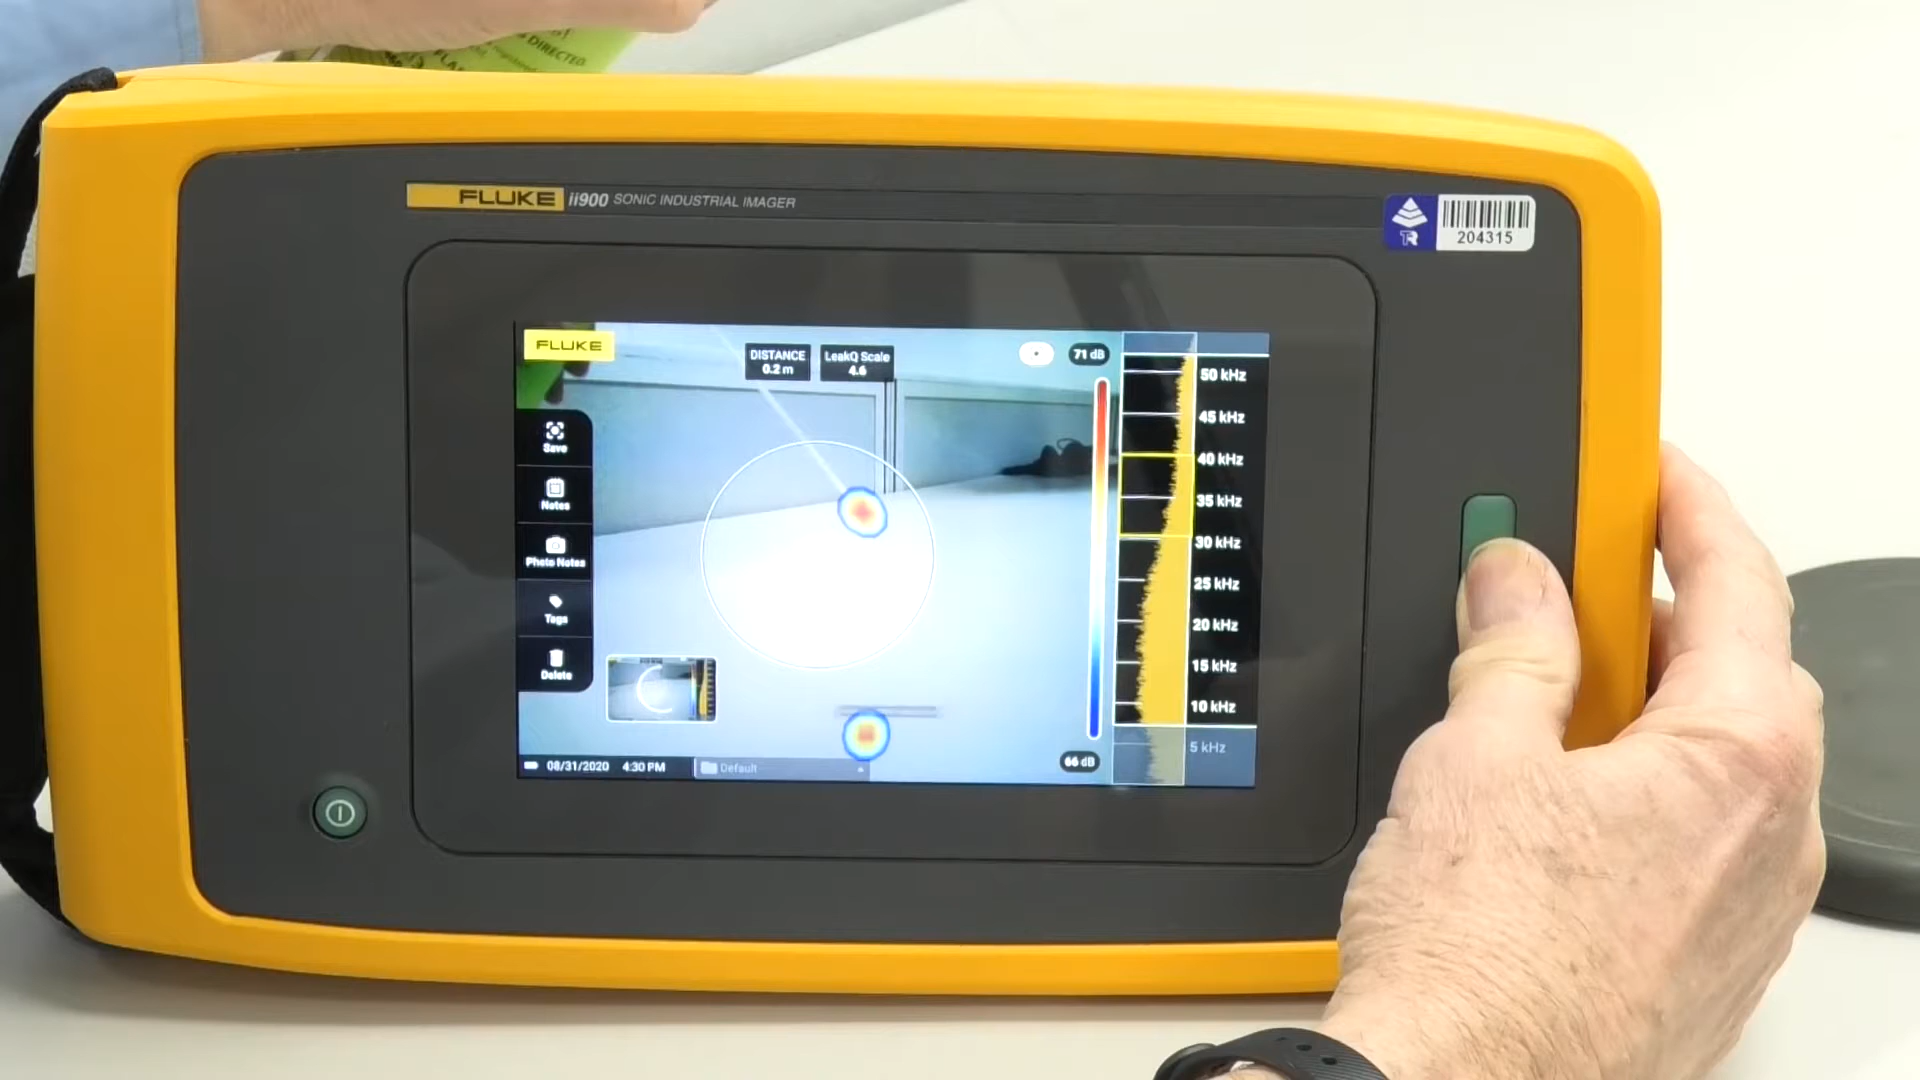 DIRECTED.
FLUKE ii900 SONIC INDUSTRIAL IMAGER
TR
204315
FLUKE
DISTANCE
0.2 m
LeakQ Scale
4.6
71 dB
50 kHz
45 kHz
40 kHz
35 kHz
30 kHz
25 kHz
20 kHz
15 kHz
10 kHz
5 kHz
Save
Notes
Photo Notes
Tags
Delete
66 dB
08/31/2020 4:30 PM
Default